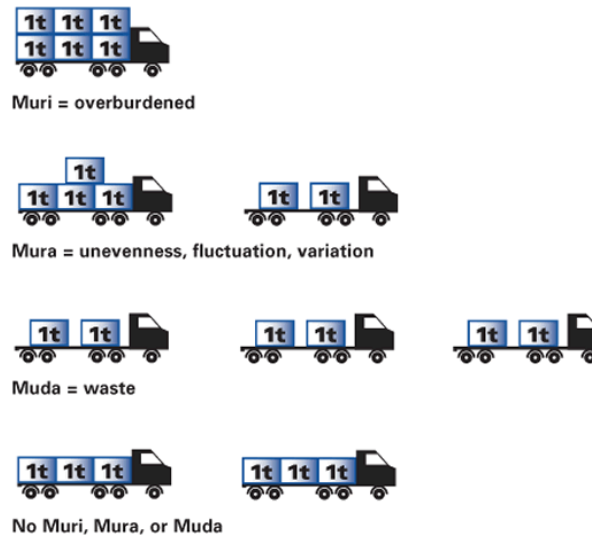 1t 1t 1t
1t 1t 1t
Muri = overburdened
1t
1t 1t 1t 1t 1t
Mura = unevenness, fluctuation, variation
1t 1t 1t 1t 1t 1t
Muda = waste
1t 1t 1t 1t 1t 1t
No Muri, Mura, or Muda